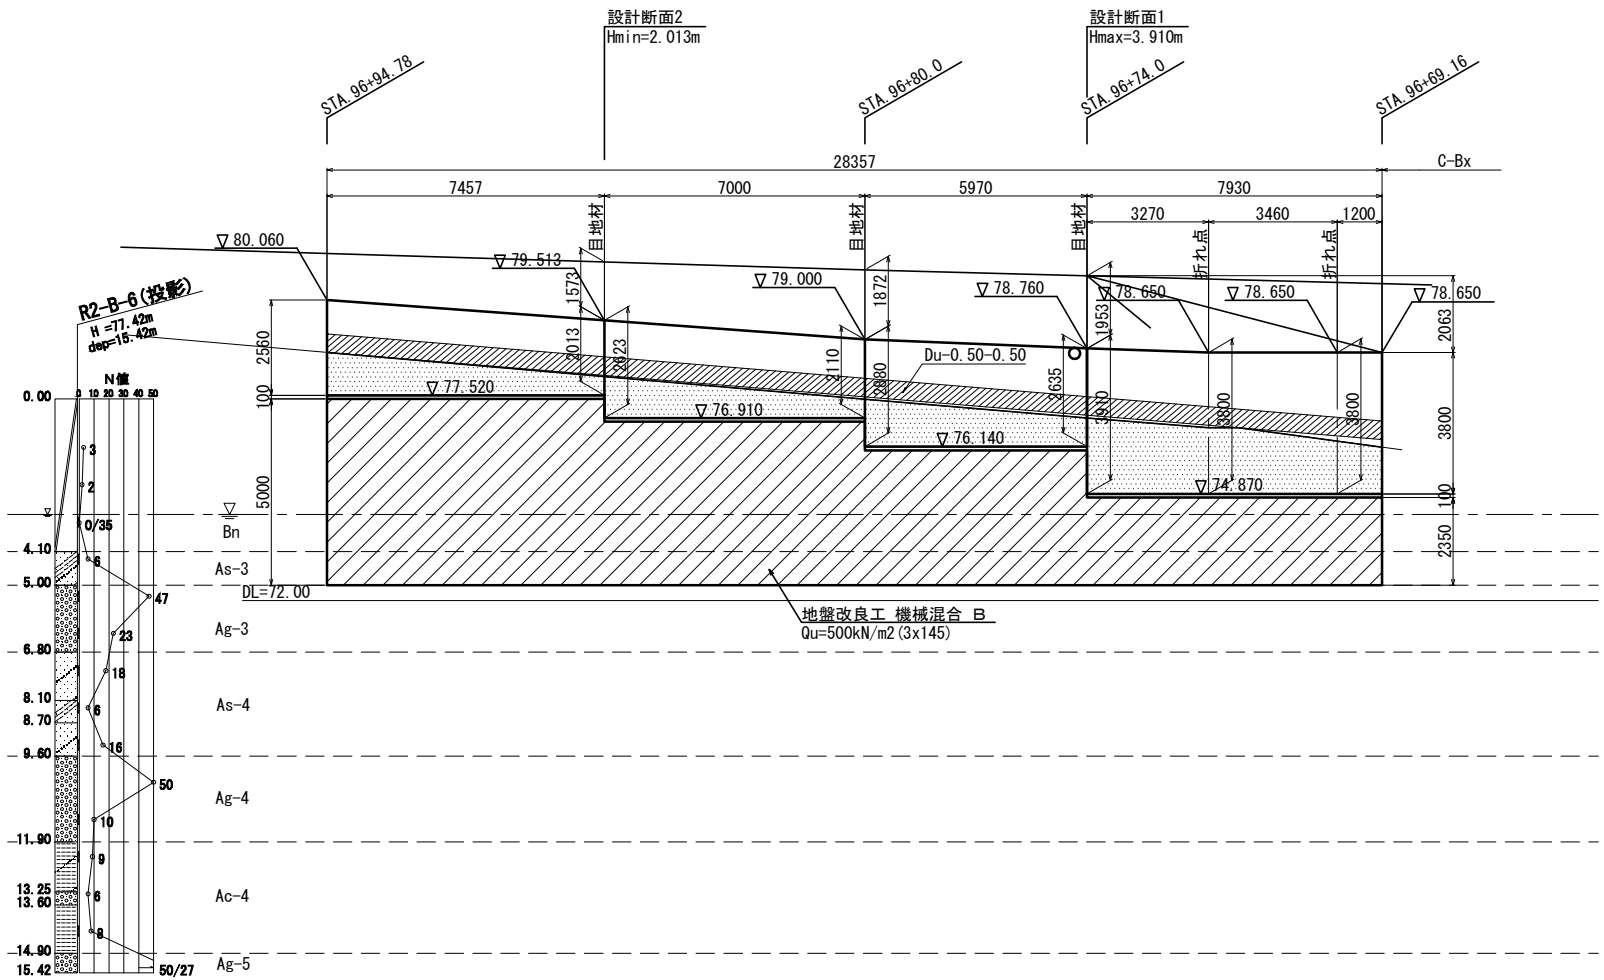 設計断面2
Hmin=2.013m
設計断面1
Hmax=3.910m
STA.96+94.78
STA.96+80.0
STA.96+74.0
STA.96+69.16
28357
C-Bx
7457
7000
5970
7930
目地材
目地材
目地材
3270
3460
1200
折れ点
折れ点
▽ 80.060
▽ 79.513
▽ 79.000
▽ 78.760
▽ 78.650
▽ 78.650
▽ 78.650
1573
1872
1953
2063
R2-B-6(投影)
H =77.42m
dep=15.42m
2560
2013
2623
2110
2880
Du-0.50-0.50
2635
3910
3800
3800
3800
N値
0 10 20 30 40 50
0.00
100
▽ 77.520
▽ 76.910
▽ 76.140
▽ 74.870
100
5000
2350
3
2
0/35
▽
Bn
4.10
6
As-3
5.00
DL=72.00
47
地盤改良工 機械混合 B
Qu=500kN/m2(3x145)
Ag-3
23
6.80
18
8.10
As-4
6
8.70
16
9.60
50
Ag-4
10
11.90
9
13.25
6
Ac-4
13.60
8
14.90
Ag-5
15.42
50/27